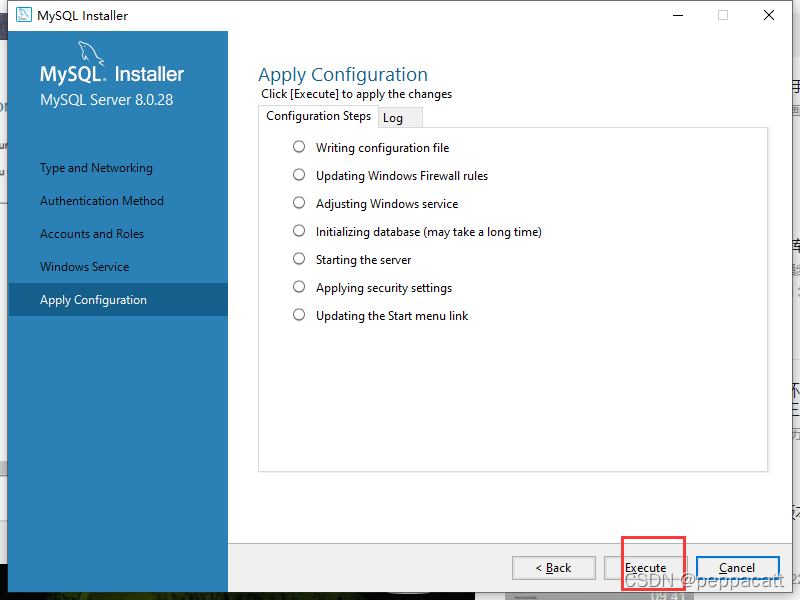 MySQL Installer
MySQL. Installer
MySQL Server 8.0.28
Type and Networking
Authentication Method
Accounts and Roles
Windows Service
Apply Configuration
Apply Configuration
Click [Execute] to apply the changes
Configuration Steps
Log
Writing configuration file
Updating Windows Firewall rules
Adjusting Windows service
Initializing database (may take a long time)
Starting the server
Applying security settings
Updating the Start menu link
< Back
Execute
Cancel
CSDN @peppacatt
09:41